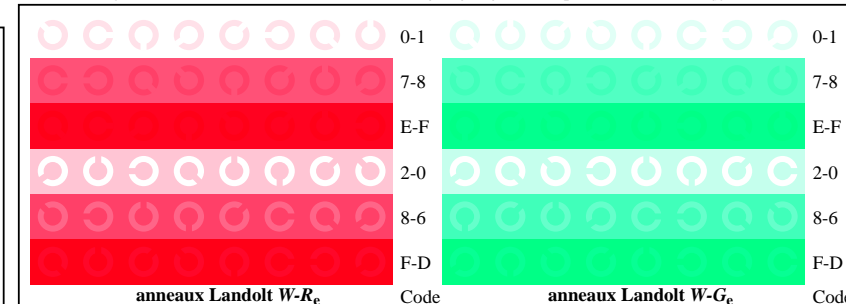 0-1 0-1
7-8 7-8
E-F E-F
2-0 2-0
8-6 8-6
F-D F-D
anneaux Landolt W-Re Code anneaux Landolt W-Ge